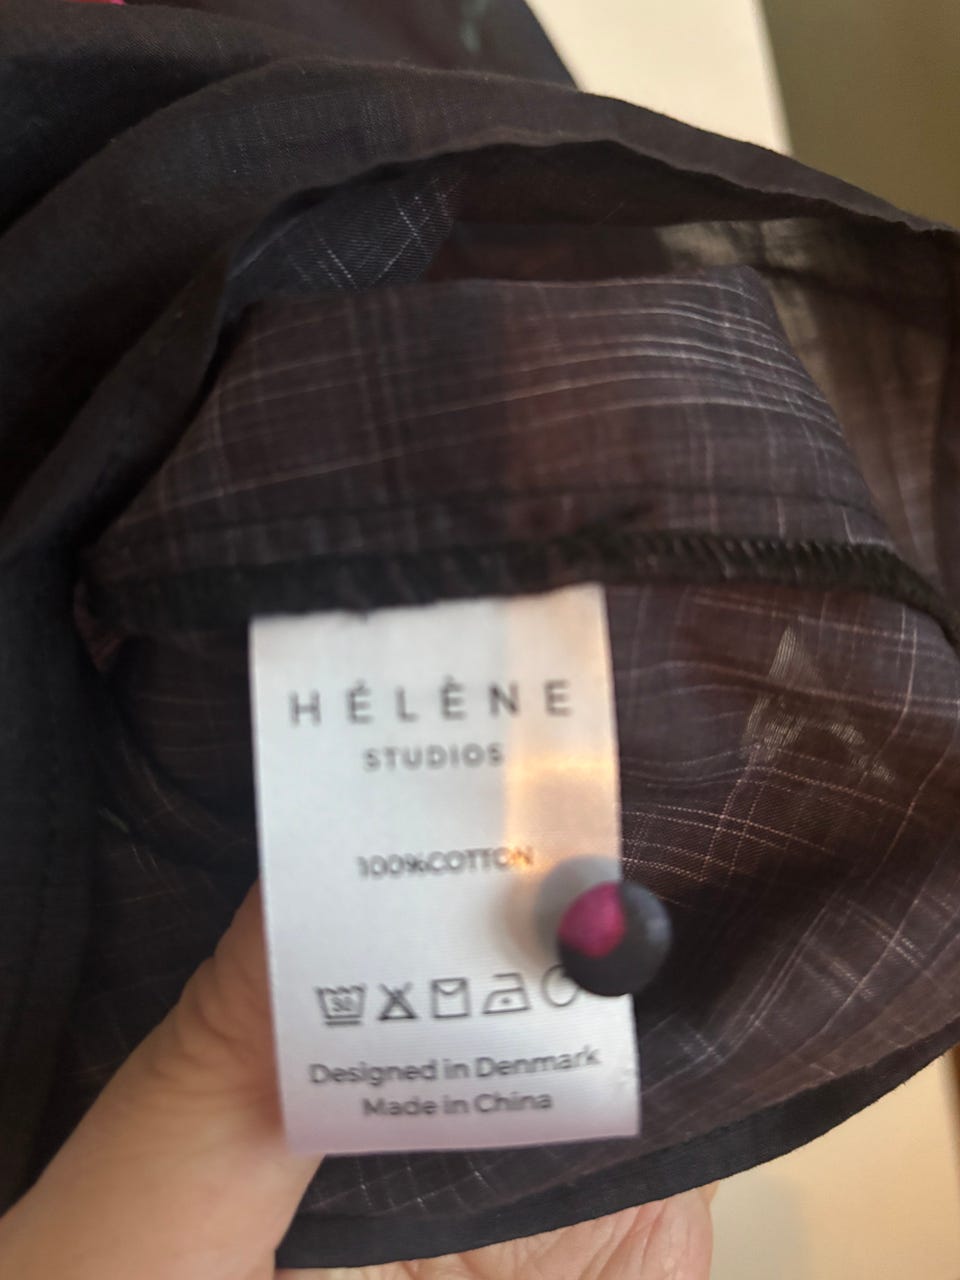 HÉLÈNE
STUDIOS
100%COTTON
30
Designed in Denmark
Made in China